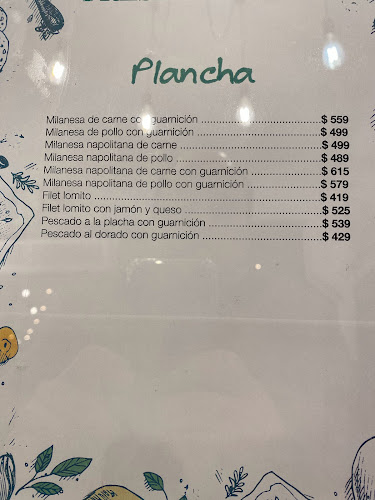 Plancha
Milanesa de carne con guarnición $ 559
Milanesa de pollo con guarnición $ 499
Milanesa napolitana de carne $ 499
Milanesa napolitana de pollo $ 489
Milanesa napolitana de carne con guarnición $ 615
Milanesa napolitana de pollo con guarnición $ 579
Filet lomito $ 419
Filet lomito con jamón y queso $ 525
Pescado a la placha con guarnición $ 539
Pescado al dorado con guarnición $ 429